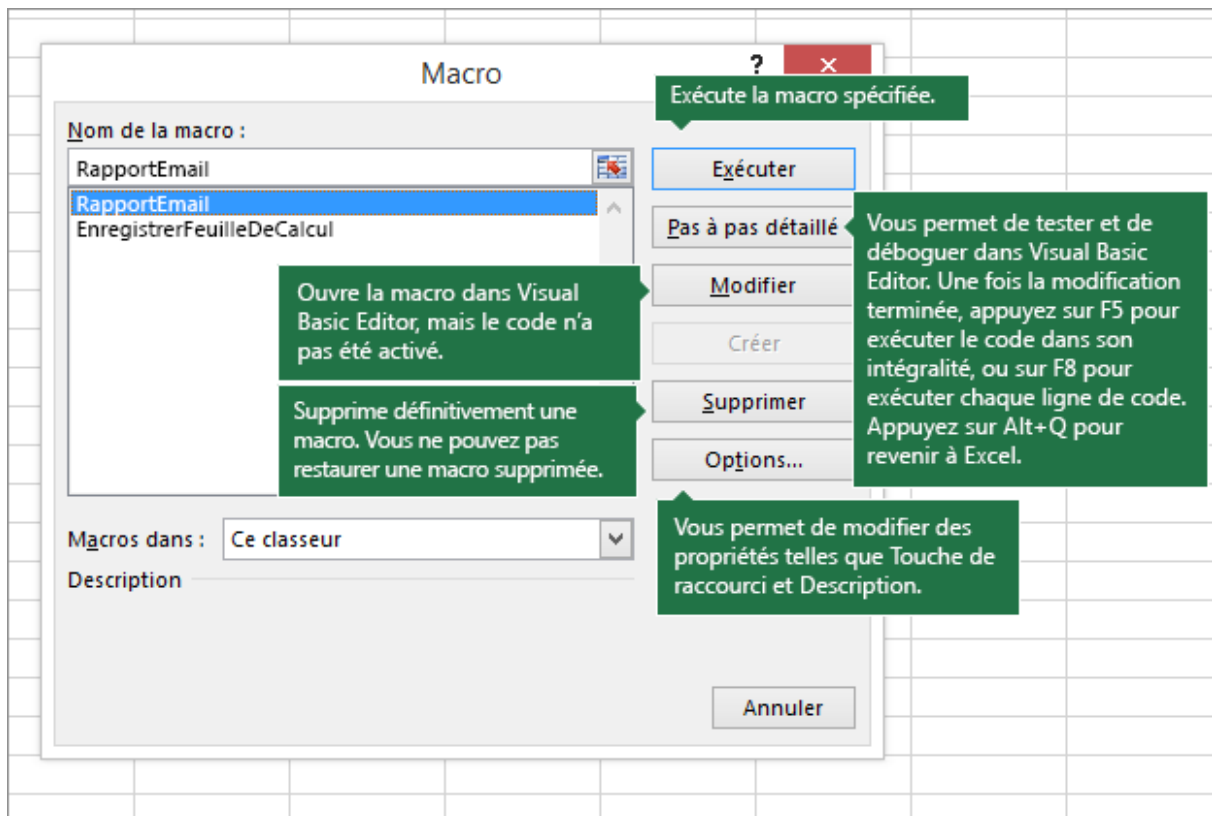 Macro
?
×
Exécute la macro spécifiée.
Nom de la macro :
RapportEmail
Exécuter
RapportEmail
EnregistrerFeuilleDeCalcul
Pas à pas détaillé
Vous permet de tester et de
déboguer dans Visual Basic
Editor. Une fois la modification
terminée, appuyez sur F5 pour
exécuter le code dans son
intégralité, ou sur F8 pour
exécuter chaque ligne de code.
Appuyez sur Alt+Q pour
revenir à Excel.
Ouvre la macro dans Visual
Basic Editor, mais le code n’a
pas été activé.
Modifier
Créer
Supprime définitivement une
macro. Vous ne pouvez pas
restaurer une macro supprimée.
Supprimer
Options...
Vous permet de modifier des
propriétés telles que Touche de
raccourci et Description.
Macros dans : Ce classeur
Description
Annuler